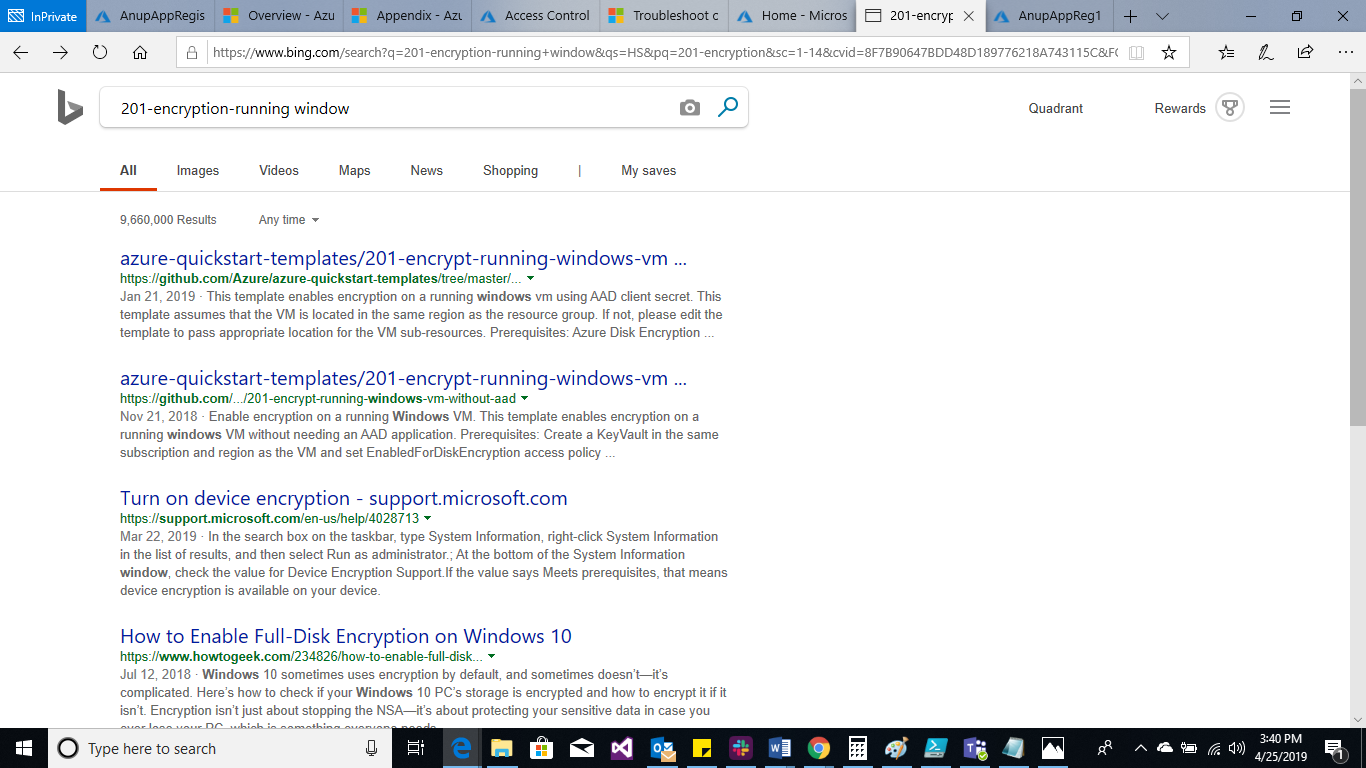 InPrivate
AnupAppRegis
Overview - Azu
Appendix - Azu
Access Control
Troubleshoot c
Home - Micros
201-encryp
AnupAppReg1
https://www.bing.com/search?q=201-encryption-running+window&qs=HS&pq=201-encryption&sc=1-14&cvid=8F7B90647BDD48D189776218A743115C&FO
201-encryption-running window
Quadrant
Rewards
All
Images
Videos
Maps
News
Shopping
|
My saves
9,660,000 Results
Any time
azure-quickstart-templates/201-encrypt-running-windows-vm ...
https://github.com/Azure/azure-quickstart-templates/tree/master/...
Jan 21, 2019 · This template enables encryption on a running windows vm using AAD client secret. This
template assumes that the VM is located in the same region as the resource group. If not, please edit the
template to pass appropriate location for the VM sub-resources. Prerequisites: Azure Disk Encryption ...
azure-quickstart-templates/201-encrypt-running-windows-vm ...
https://github.com/.../201-encrypt-running-windows-vm-without-aad
Nov 21, 2018 · Enable encryption on a running Windows VM. This template enables encryption on a
running windows VM without needing an AAD application. Prerequisites: Create a KeyVault in the same
subscription and region as the VM and set EnabledForDiskEncryption access policy ...
Turn on device encryption - support.microsoft.com
https://support.microsoft.com/en-us/help/4028713
Mar 22, 2019 · In the search box on the taskbar, type System Information, right-click System Information
in the list of results, and then select Run as administrator.; At the bottom of the System Information
window, check the value for Device Encryption Support.If the value says Meets prerequisites, that means
device encryption is available on your device.
How to Enable Full-Disk Encryption on Windows 10
https://www.howtogeek.com/234826/how-to-enable-full-disk...
Jul 12, 2018 · Windows 10 sometimes uses encryption by default, and sometimes doesn't—it's
complicated. Here's how to check if your Windows 10 PC's storage is encrypted and how to encrypt it if it
isn't. Encryption isn't just about stopping the NSA—it's about protecting your sensitive data in case you
ever lose your PC, which is something everyone needs.
Type here to search
3:40 PM
4/25/2019
1